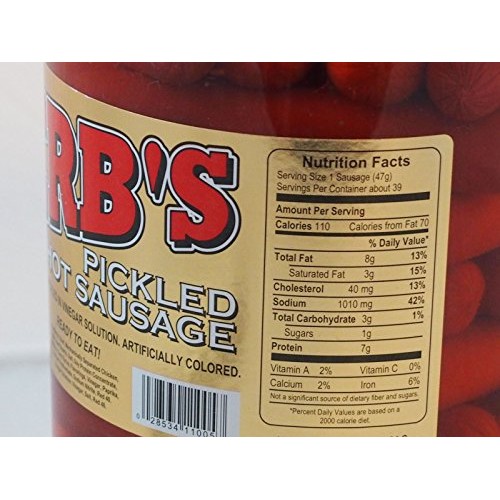 RB'S
PICKLED
OT SAUSAGE
IN VINEGAR SOLUTION. ARTIFICIALLY COLORED.
READY TO EAT!
0 28534 11005
Nutrition Facts
Serving Size 1 Sausage (47g)
Servings Per Container about 39
Amount Per Serving
Calories 110 Calories from Fat 70
% Daily Value*
Total Fat 8g 13%
Saturated Fat 3g 15%
Cholesterol 40 mg 13%
Sodium 1010 mg 42%
Total Carbohydrate 3g 1%
Sugars 1g
Protein 7g
Vitamin A 2% Vitamin C 0%
Calcium 2% Iron 6%
Not a significant source of dietary fiber and sugars.
*Percent Daily Values are based on a
2000 calorie diet.